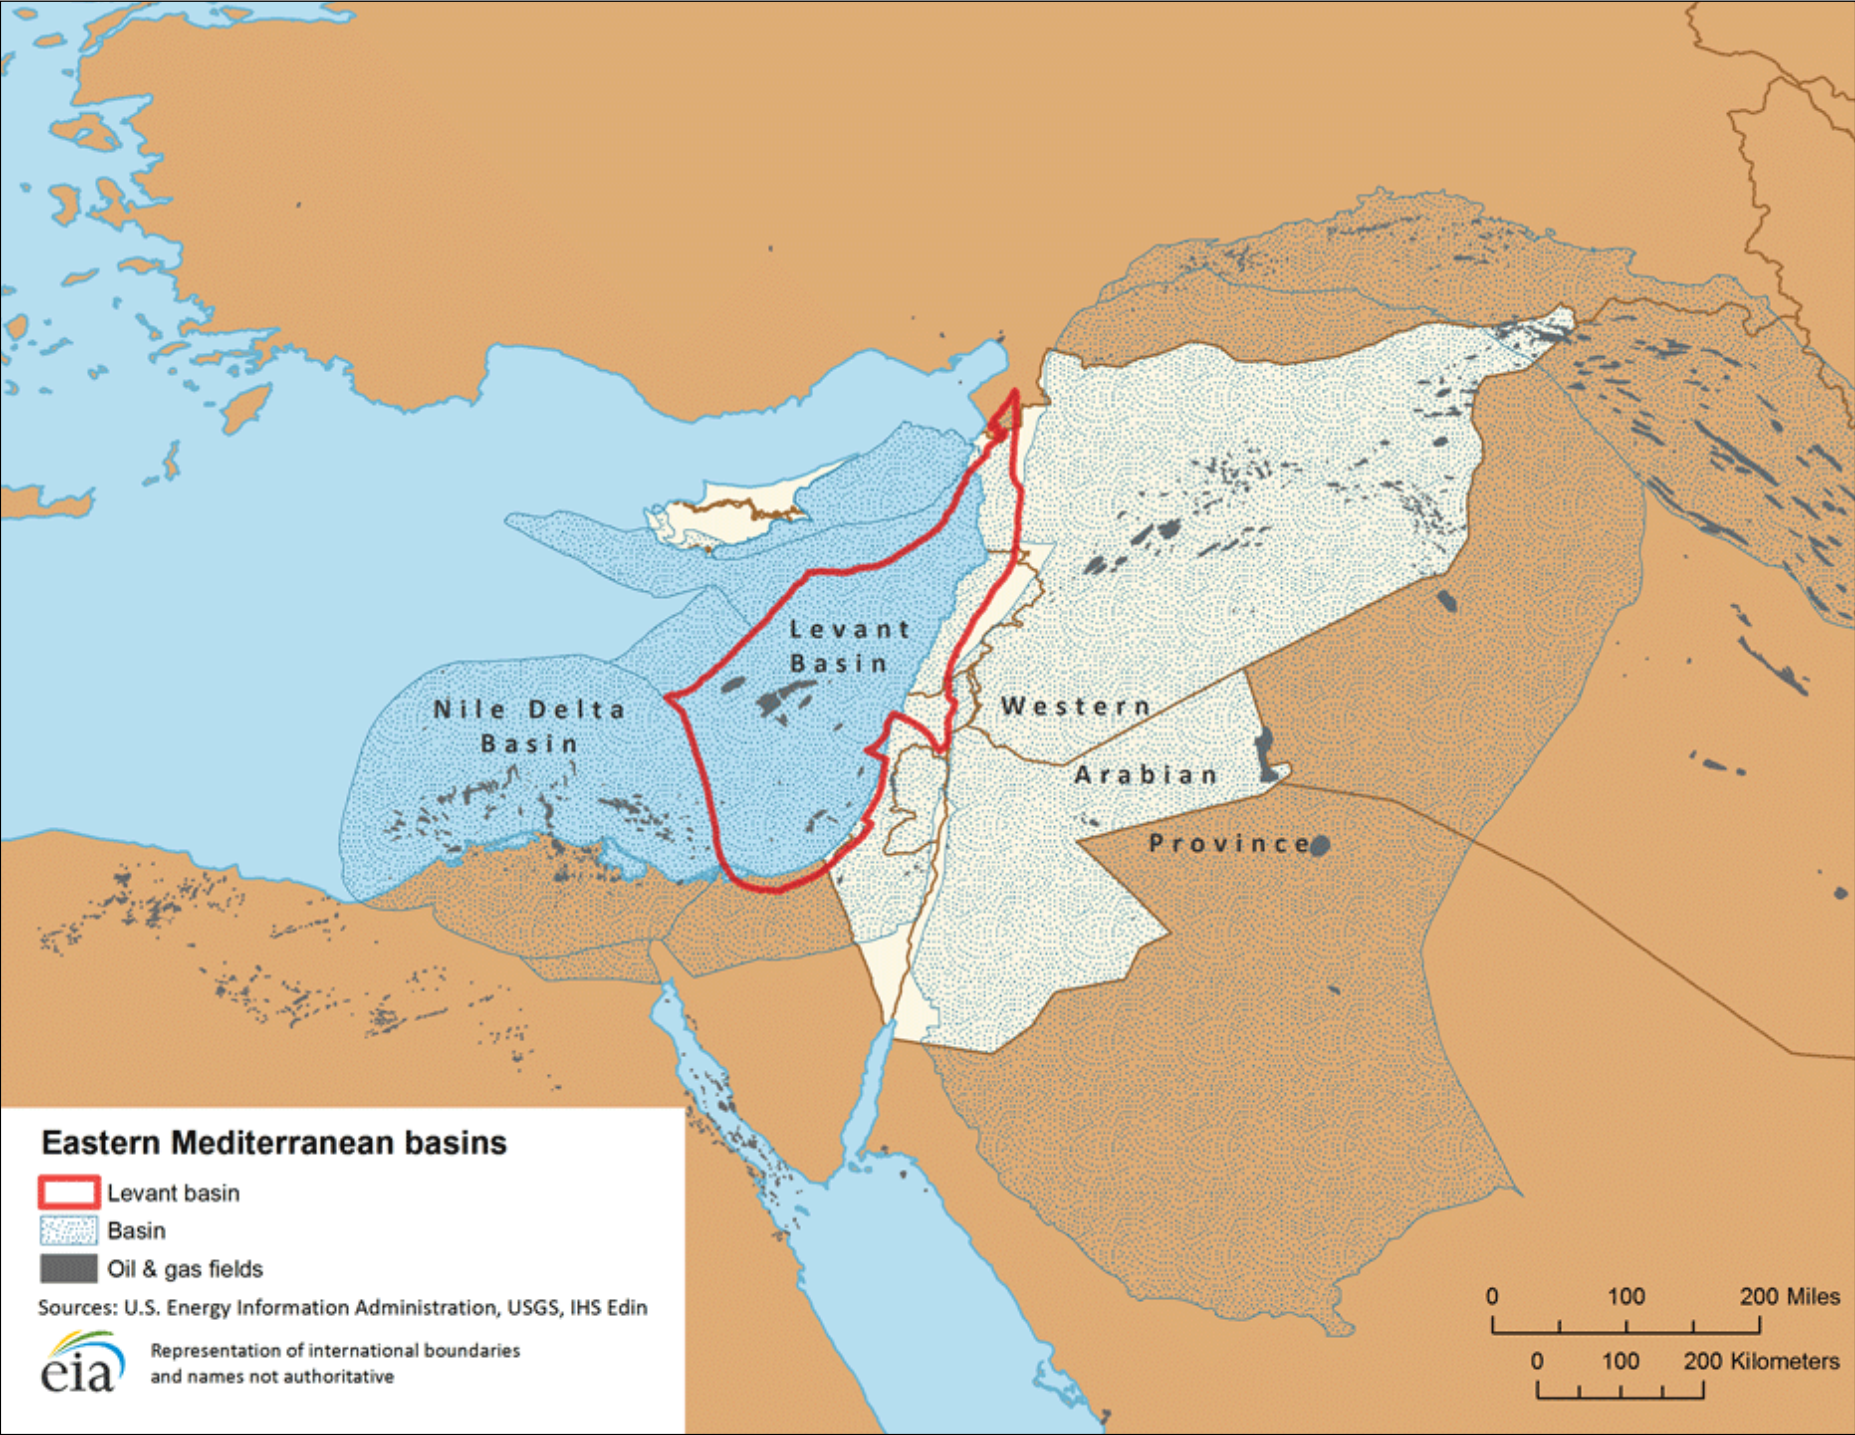 Levant
Basin
Nile Delta
Basin
Western
Arabian
Province
Eastern Mediterranean basins
Levant basin
Basin
Oil & gas fields
Sources: U.S. Energy Information Administration, USGS, IHS Edin
eia
Representation of international boundaries
and names not authoritative
0 100 200 Miles
0 100 200 Kilometers